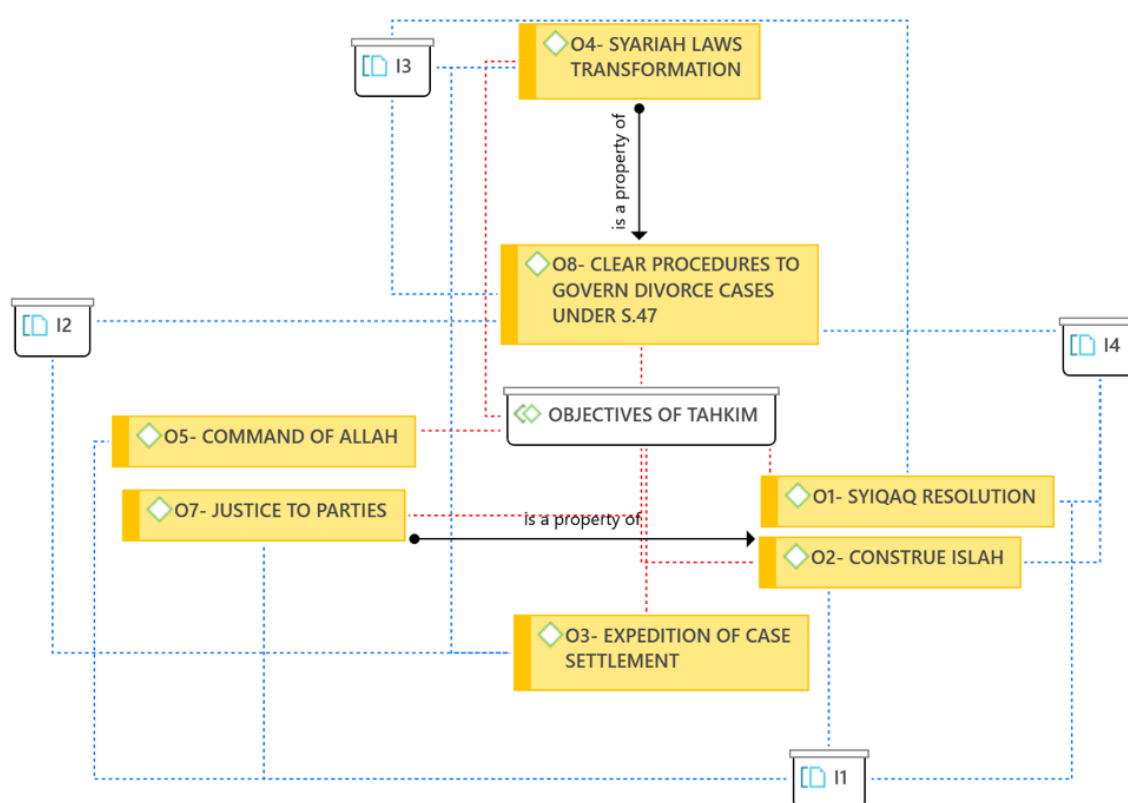 I3
O4- SYARIAH LAWS
TRANSFORMATION
is a property of
O8- CLEAR PROCEDURES TO
GOVERN DIVORCE CASES
UNDER S.47
I2
I4
OBJECTIVES OF TAHKIM
O5- COMMAND OF ALLAH
O1- SYIQAQ RESOLUTION
O7- JUSTICE TO PARTIES
is a property of
O2- CONSTRUE ISLAH
O3- EXPEDITION OF CASE
SETTLEMENT
I1